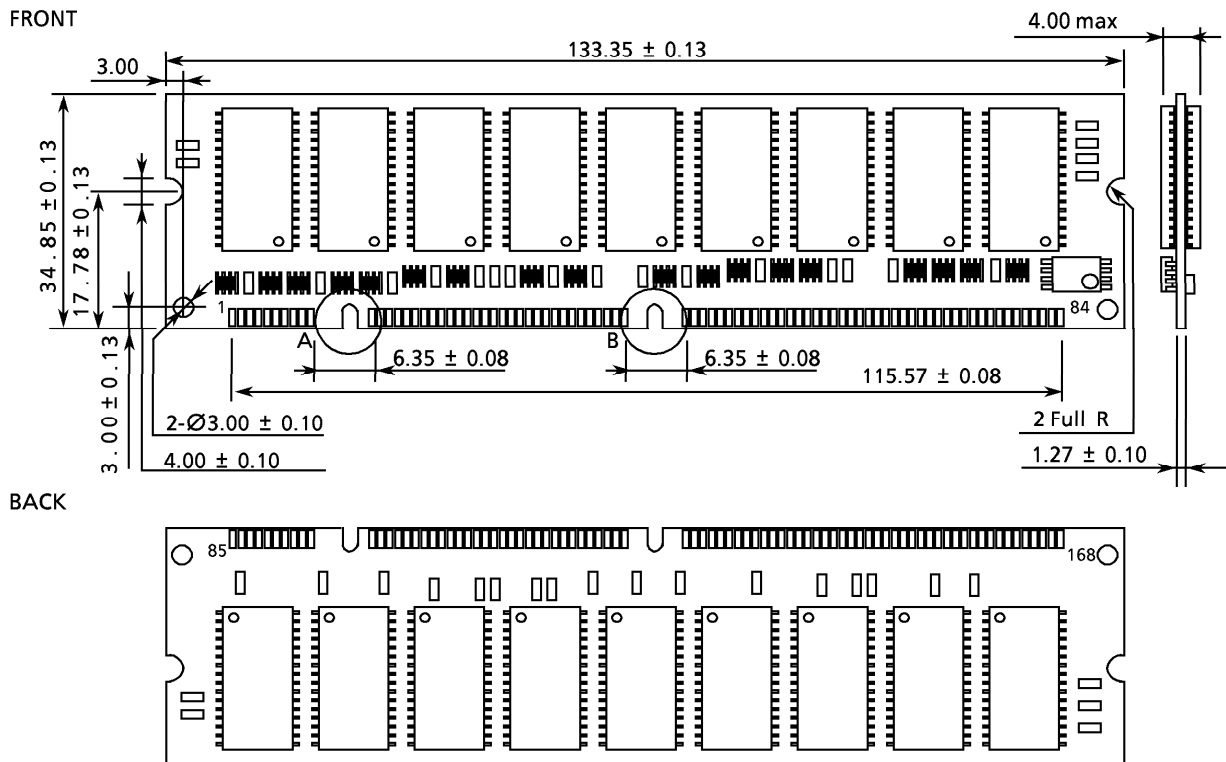 FRONT
4.00 max
133.35 ± 0.13
3.00
34.85 ± 0.13
17.78 ± 0.13
1
84
A
B
6.35 ± 0.08
6.35 ± 0.08
115.57 ± 0.08
3.00 ± 0.13
2-Ø3.00 ± 0.10
2 Full R
4.00 ± 0.10
1.27 ± 0.10
BACK
85
168